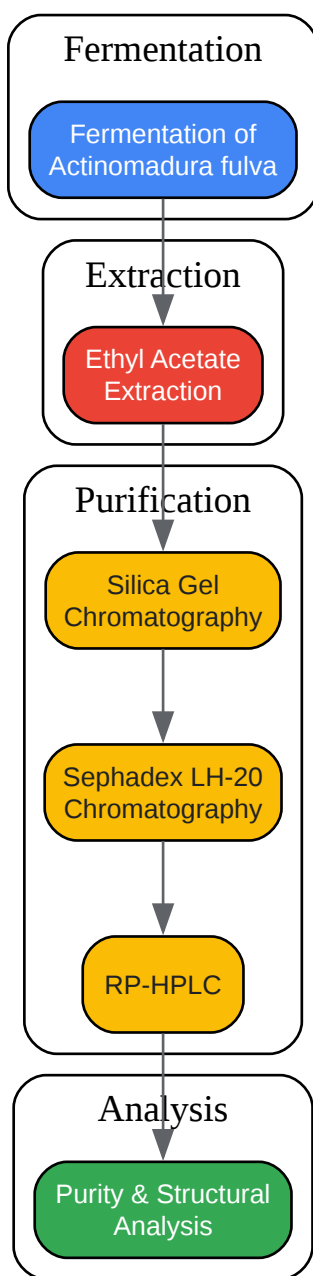 Fermentation
Fermentation of
Actinomadura fulva
Extraction
Ethyl Acetate
Extraction
Purification
Silica Gel
Chromatography
Sephadex LH-20
Chromatography
RP-HPLC
Analysis
Purity & Structural
Analysis